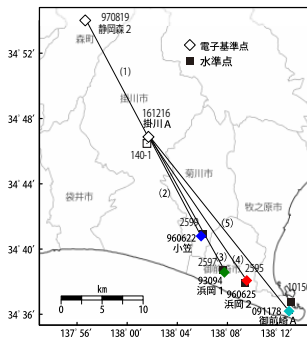 970819
静岡森2
森町
34°52'
(1)
◇ 電子基準点
■ 水準点
掛川市
161216
掛川A
34°48'
140-1
菊川市
(2)
34°44'
袋井市
牧之原市
(5)
2599
34°40'
960622
小笠
(3)
(4)
2597
2595
93094
浜岡1
960625
浜岡2
km
0 5 10
10150
091178
御前崎A
34°36'
137°56' 138°00' 138°04' 138°08' 138°12'